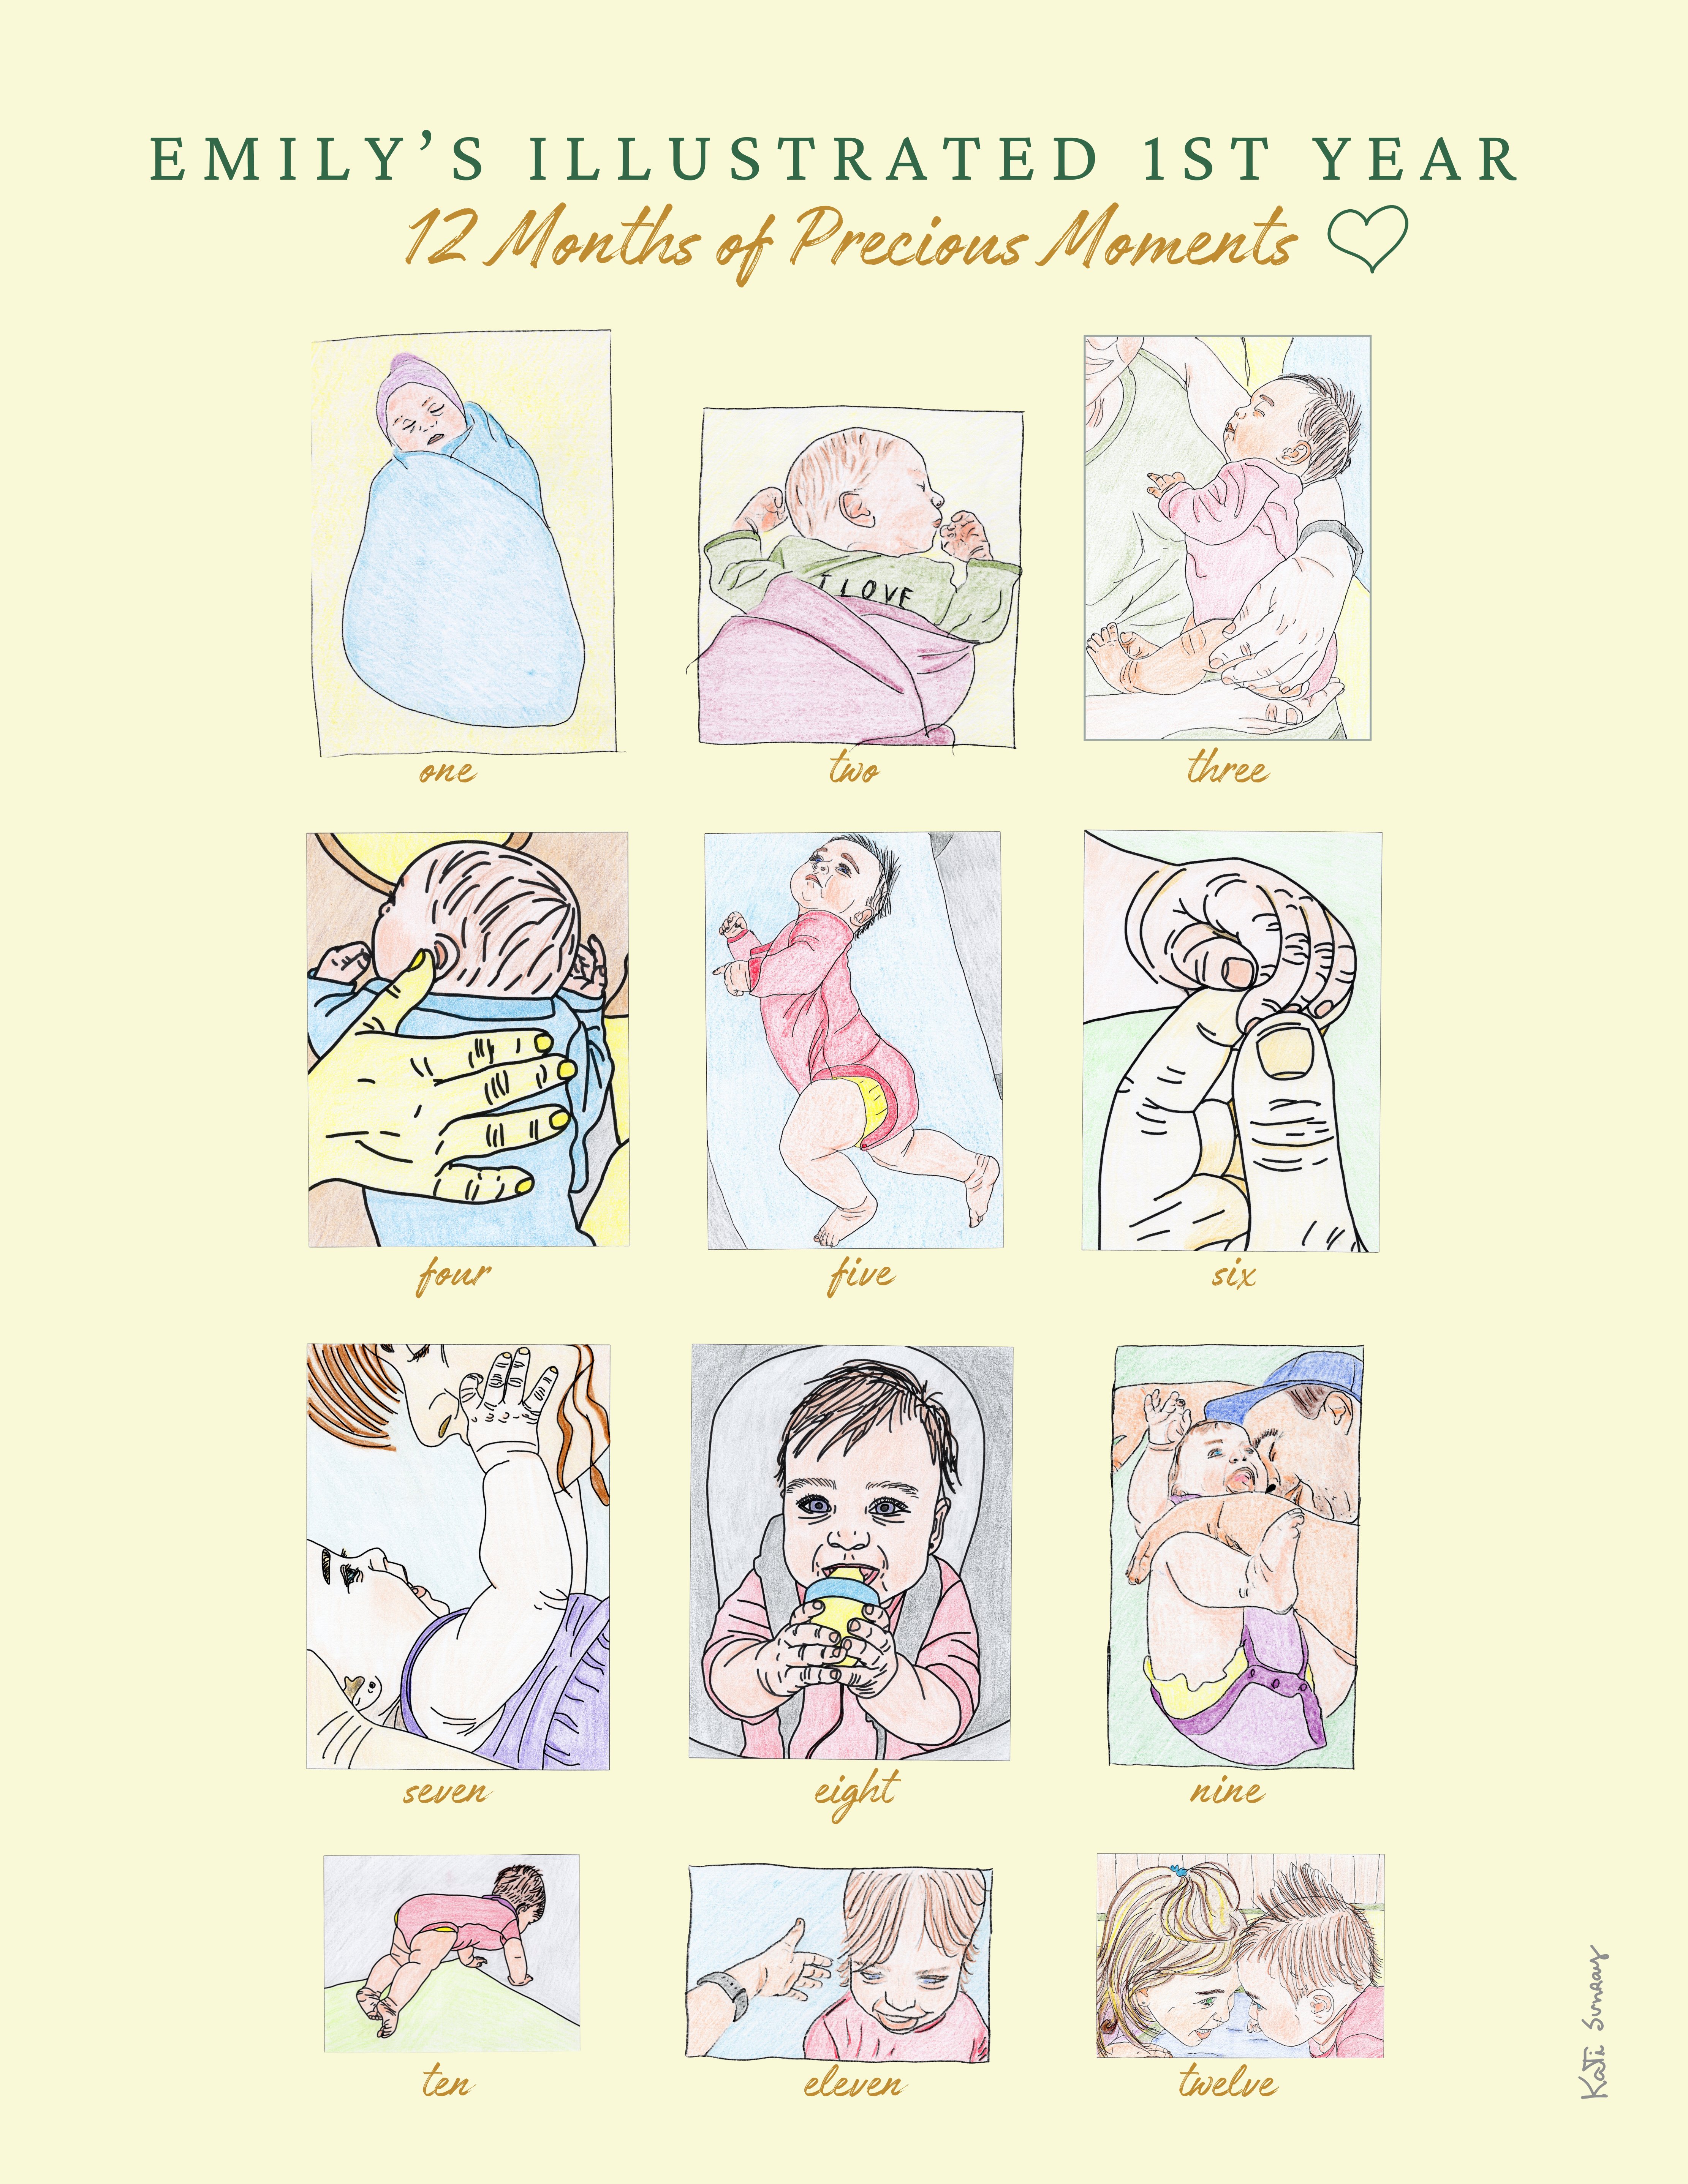 EMILY’S ILLUSTRATED 1ST YEAR
12 Months of Precious Moments
I LOVE
one
two
three
four
five
six
seven
eight
nine
ten
eleven
twelve
Kati Sunray